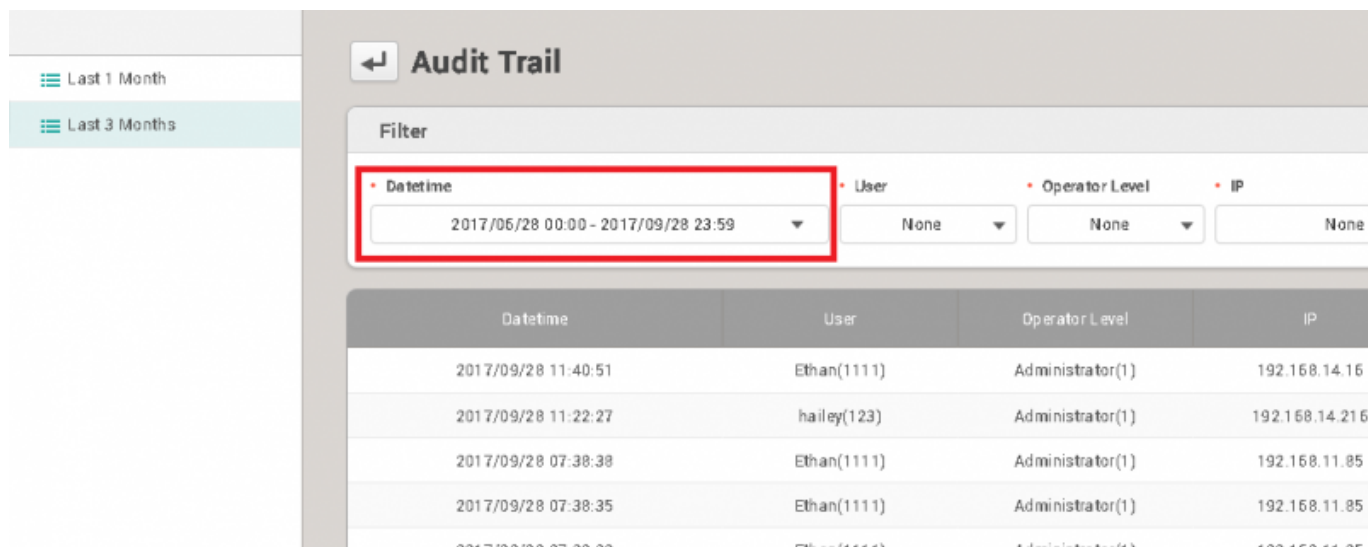 Last 1 Month
Last 3 Months
Audit Trail
Filter
• Datetime • User • Operator Level • IP
2017/06/28 00:00 - 2017/09/28 23:59 None None None
Datetime User Operator Level IP
2017/09/28 11:40:51 Ethan(1111) Administrator(1) 192.168.14.16
2017/09/28 11:22:27 hailey(123) Administrator(1) 192.168.14.216
2017/09/28 07:38:38 Ethan(1111) Administrator(1) 192.168.11.85
2017/09/28 07:38:35 Ethan(1111) Administrator(1) 192.168.11.85